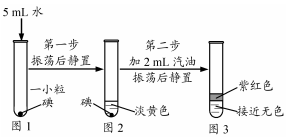 5 mL 水
第一步
振荡后静置
第二步
加 2 mL 汽油
振荡后静置
一小粒
碘
碘
淡黄色
紫红色
接近无色
图 1
图 2
图 3